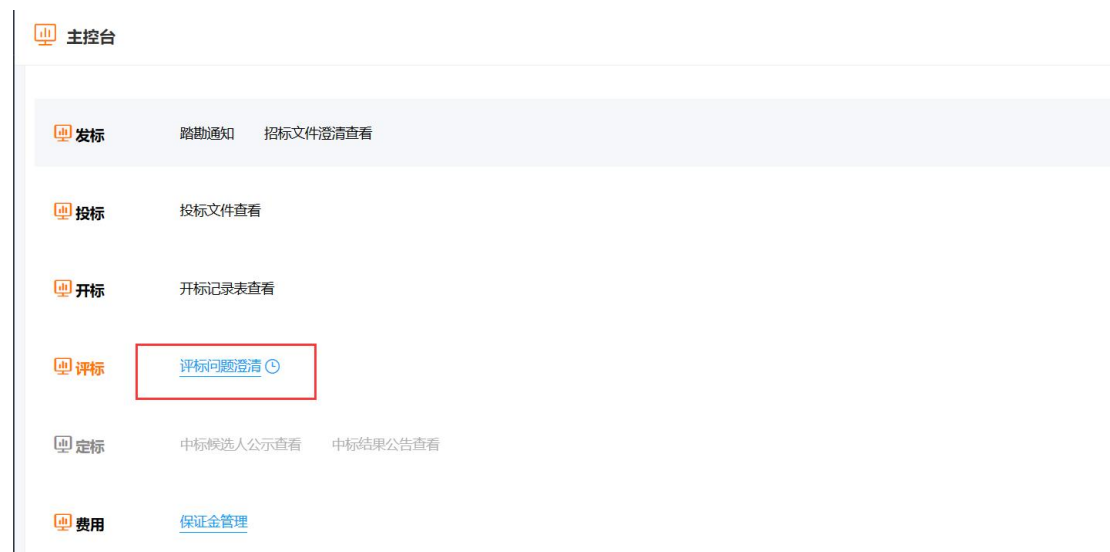 主控台
发标 踏勘通知 招标文件澄清查看
投标 投标文件查看
开标 开标记录表查看
评标 评标问题澄清
定标 中标候选人公示查看 中标结果公告查看
费用 保证金管理